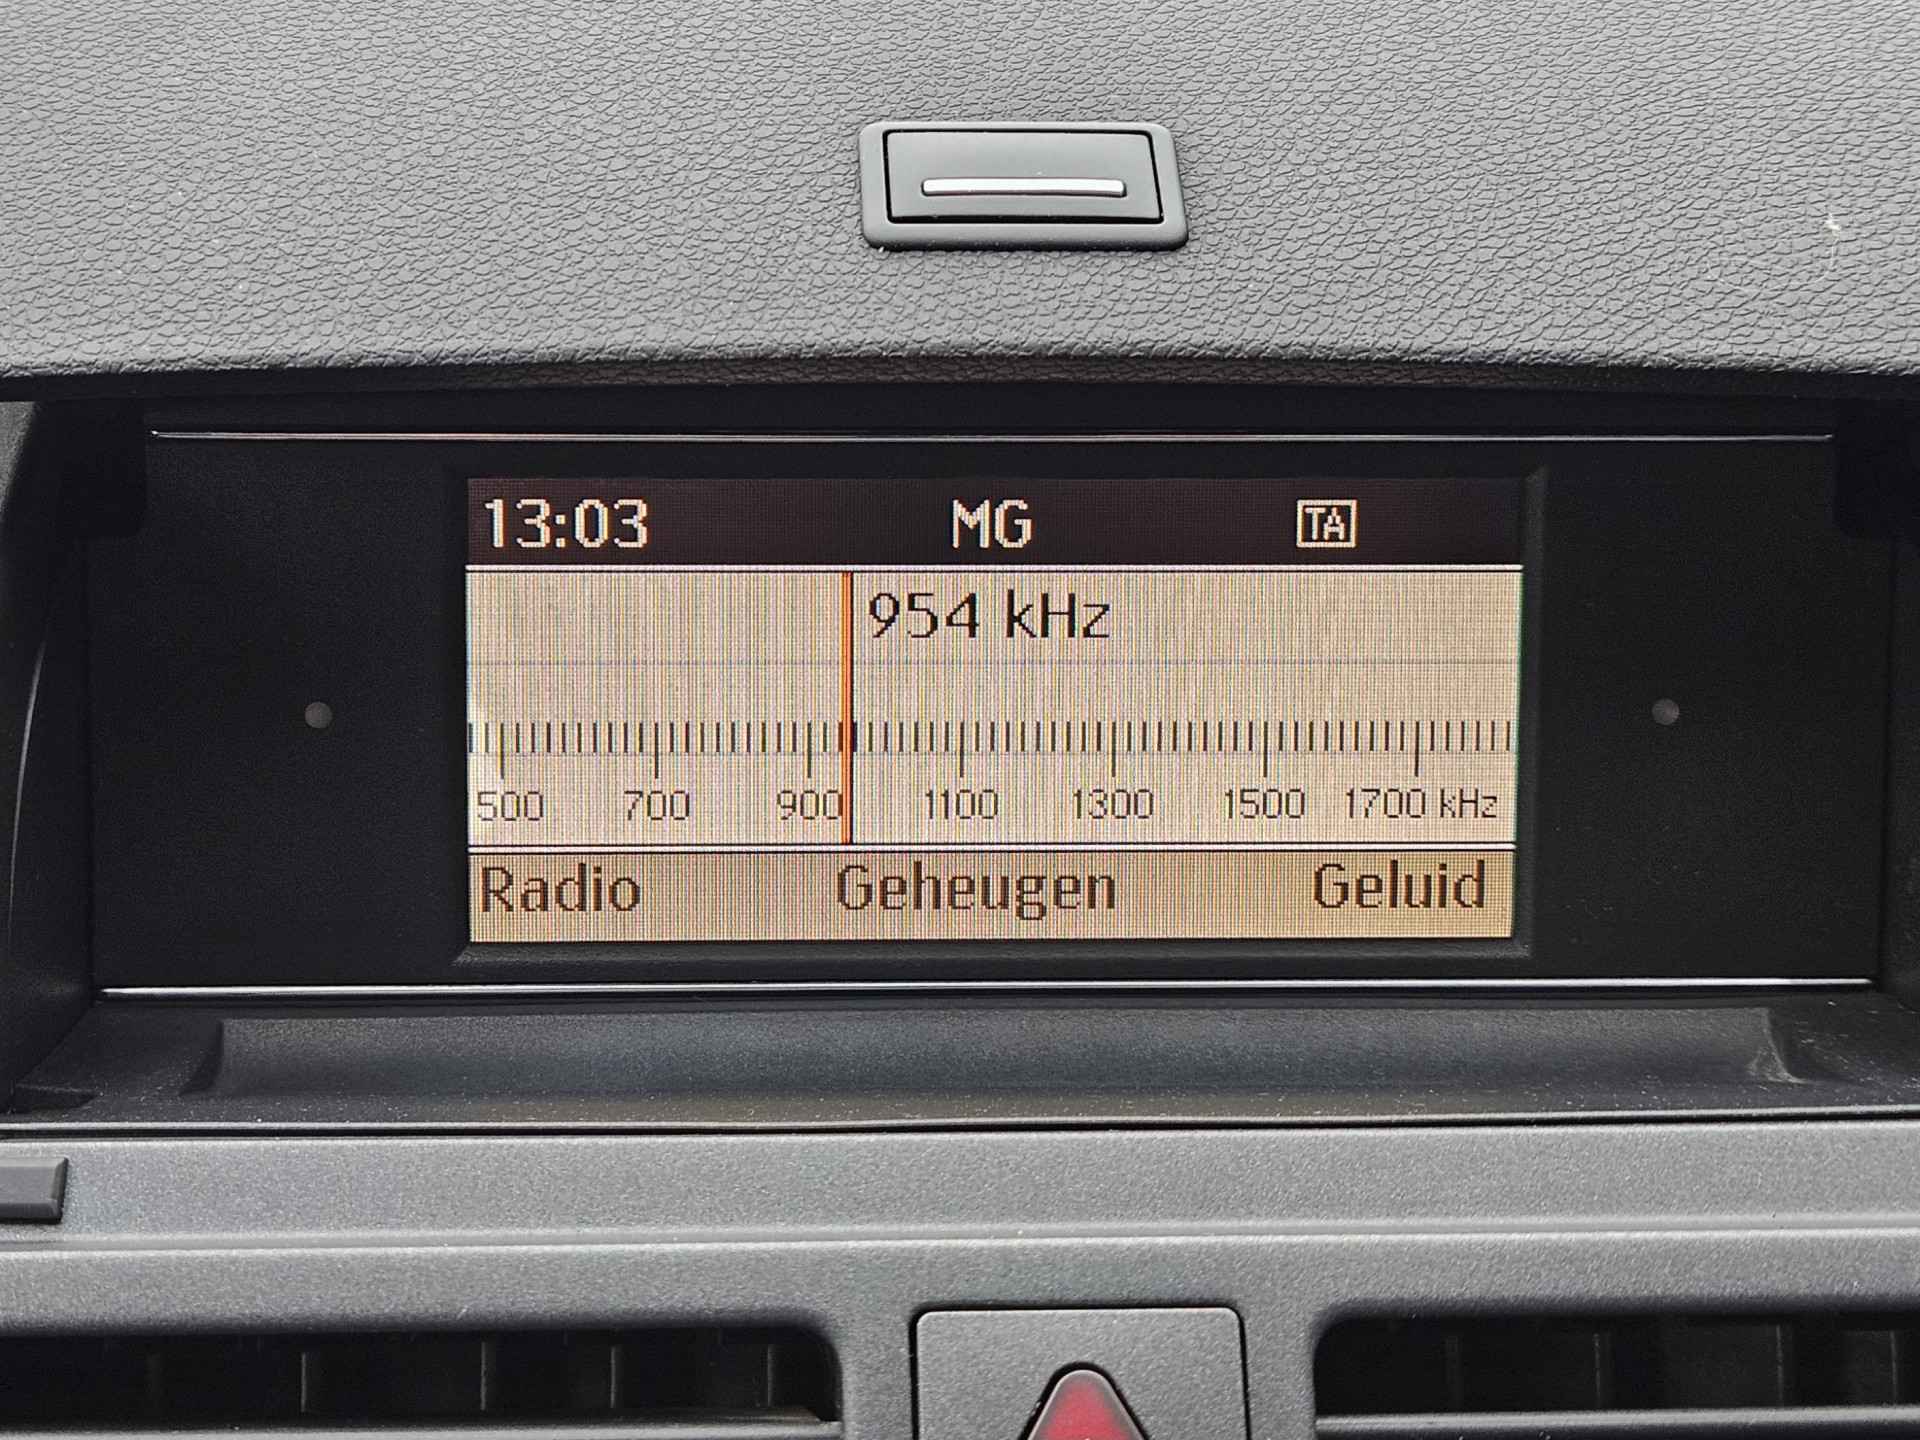 13:03 MG TA
954 kHz
500 700 900 1100 1300 1500 1700 kHz
Radio Geheugen Geluid